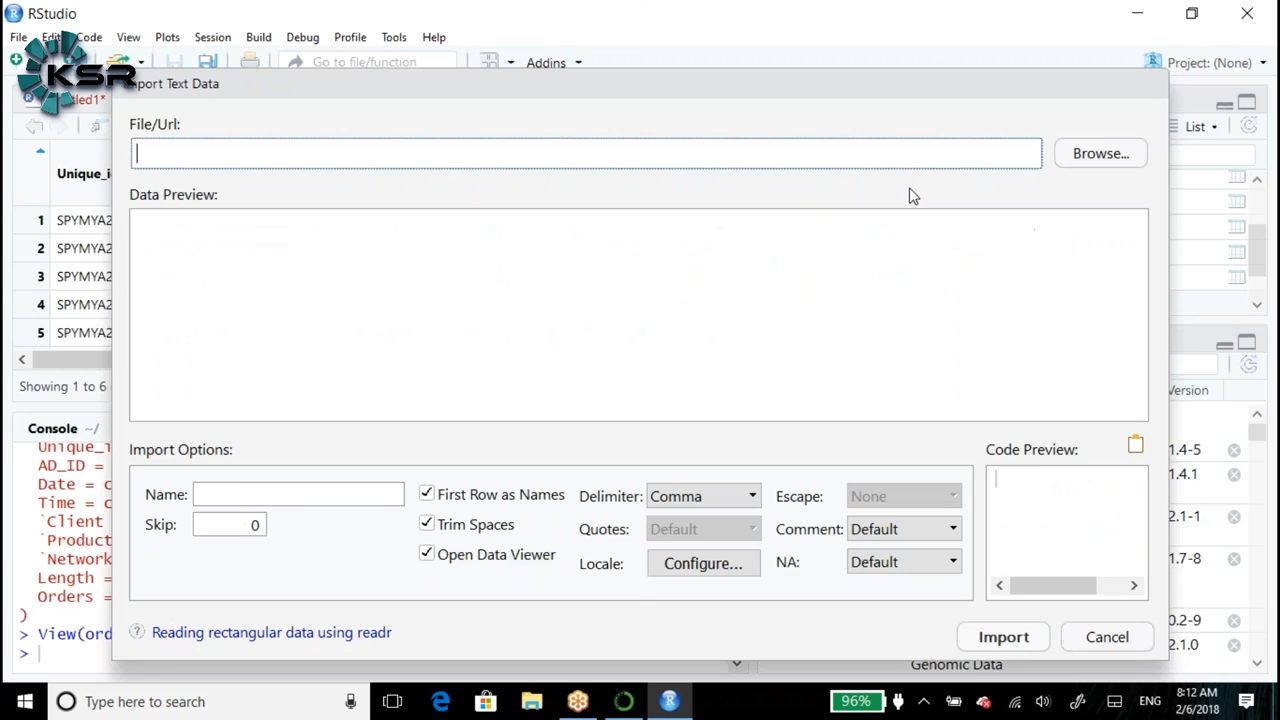 RStudio
File Edit Code View Plots Session Build Debug Profile Tools Help
KSR
Go to file/function
Addins
Project: (None)
Import Text Data
List
File/Url:
Browse...
Unique_i
Data Preview:
1 SPYMYA2
2 SPYMYA2
3 SPYMYA2
4 SPYMYA2
5 SPYMYA2
Showing 1 to 6
Version
Console ~/
Import Options:
Code Preview:
Unique_i
AD_ID =
Date = c
Time = c
`Client
`Produc
`Network
Length =
Orders =
)
> View(ord
>
Name:
Skip: 0
First Row as Names
Trim Spaces
Open Data Viewer
Delimiter: Comma
Quotes: Default
Locale: Configure...
Escape: None
Comment: Default
NA: Default
1.4-5
1.4.1
2.1-1
1.7-8
0.2-9
2.1.0
? Reading rectangular data using readr
Import
Cancel
Genomic Data
Type here to search
96%
ENG
8:12 AM
2/6/2018